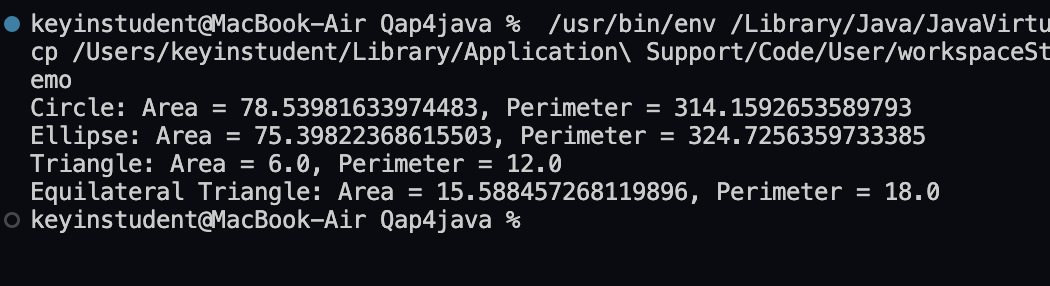 keyinstudent@MacBook-Air Qap4java %  /usr/bin/env /Library/Java/JavaVirtu
cp /Users/keyinstudent/Library/Application\ Support/Code/User/workspaceSt
emo
Circle: Area = 78.53981633974483, Perimeter = 314.1592653589793
Ellipse: Area = 75.39822368615503, Perimeter = 324.7256359733385
Triangle: Area = 6.0, Perimeter = 12.0
Equilateral Triangle: Area = 15.588457268119896, Perimeter = 18.0
keyinstudent@MacBook-Air Qap4java %